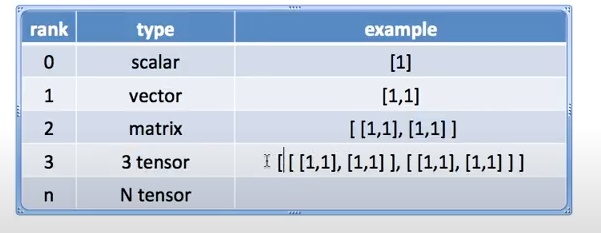 rank type example
0 scalar [1]
1 vector [1,1]
2 matrix [ [1,1], [1,1] ]
3 3 tensor [ [ [1,1], [1,1] ], [ [1,1], [1,1] ] ]
n N tensor